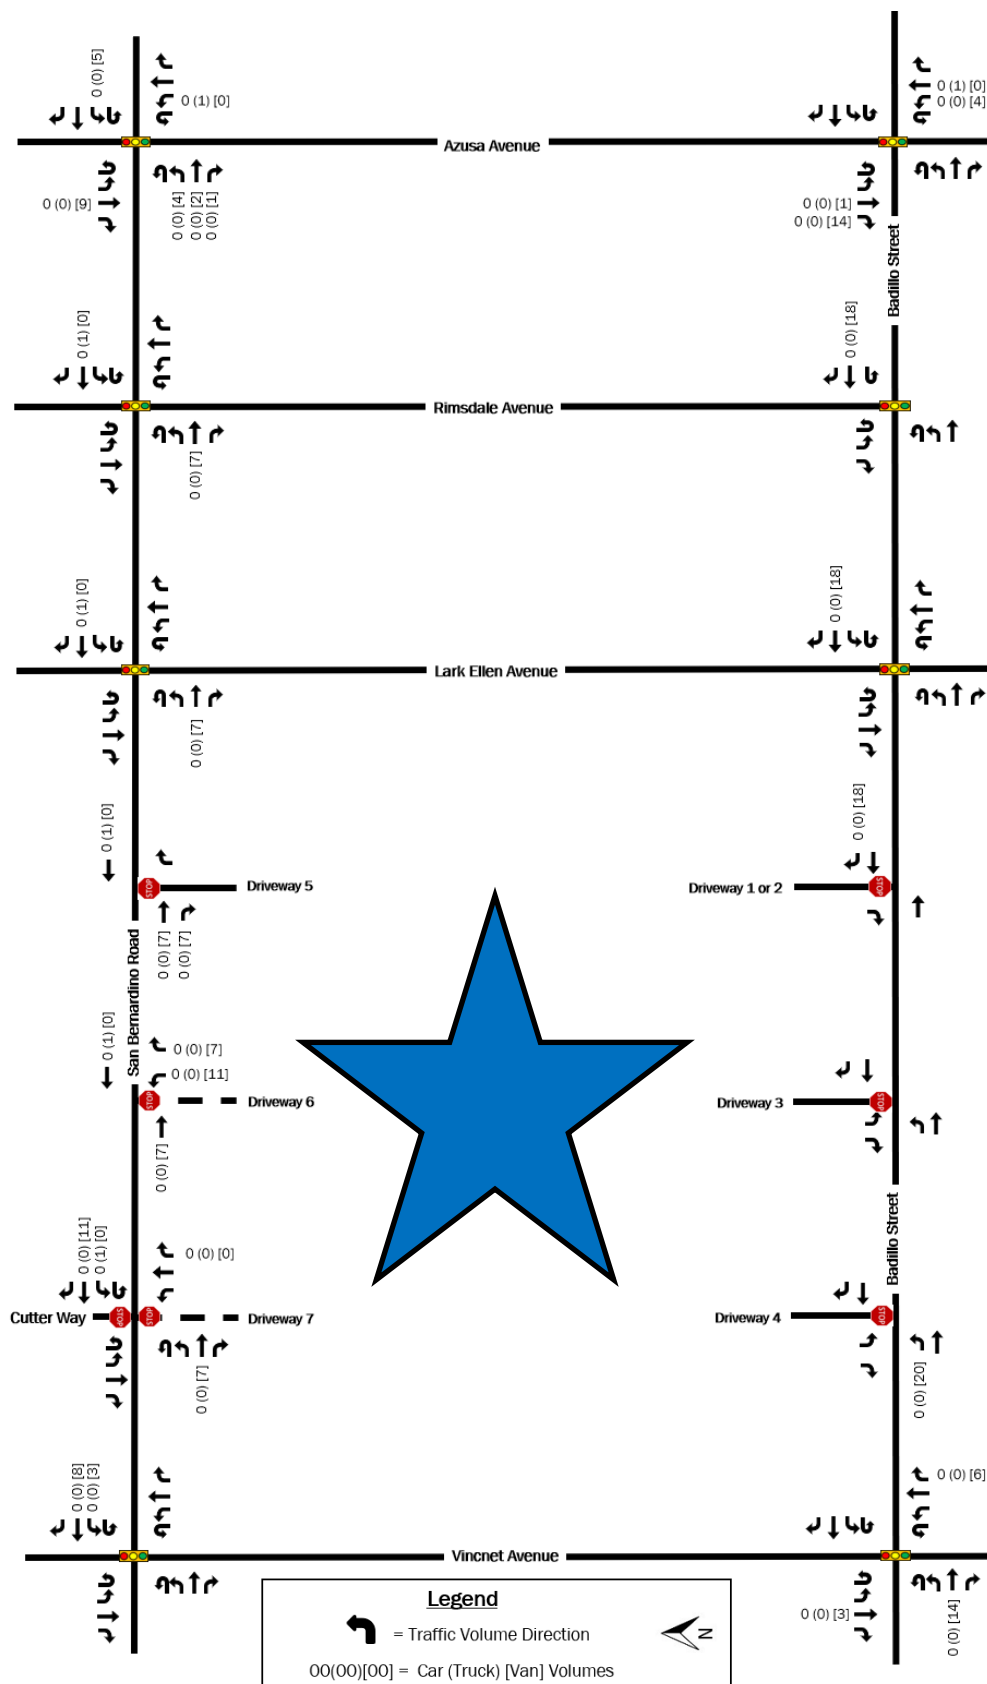 0 (0) [5]
0 (1) [0]
0 (1) [0]
0 (0) [4]
Azusa Avenue
0 (0) [9]
0 (0) [4]
0 (0) [2]
0 (0) [1]
0 (0) [1]
0 (0) [14]
Badillo Street
0 (1) [0]
0 (0) [18]
Rimsdale Avenue
0 (0) [7]
0 (1) [0]
0 (0) [18]
Lark Ellen Avenue
0 (0) [7]
0 (1) [0]
0 (0) [18]
STOP
Driveway 5
Driveway 1 or 2
STOP
0 (0) [7]
0 (0) [7]
San Bernardino Road
0 (1) [0]
0 (0) [7]
0 (0) [11]
STOP
Driveway 6
Driveway 3
STOP
0 (0) [7]
Badillo Street
0 (0) [11]
0 (1) [0]
0 (0) [0]
Cutter Way
STOP
STOP
Driveway 7
Driveway 4
STOP
0 (0) [7]
0 (0) [20]
0 (0) [8]
0 (0) [3]
0 (0) [6]
Vincnet Avenue
0 (0) [3]
0 (0) [14]
Legend
= Traffic Volume Direction
N
00(00)[00] = Car (Truck) [Van] Volumes